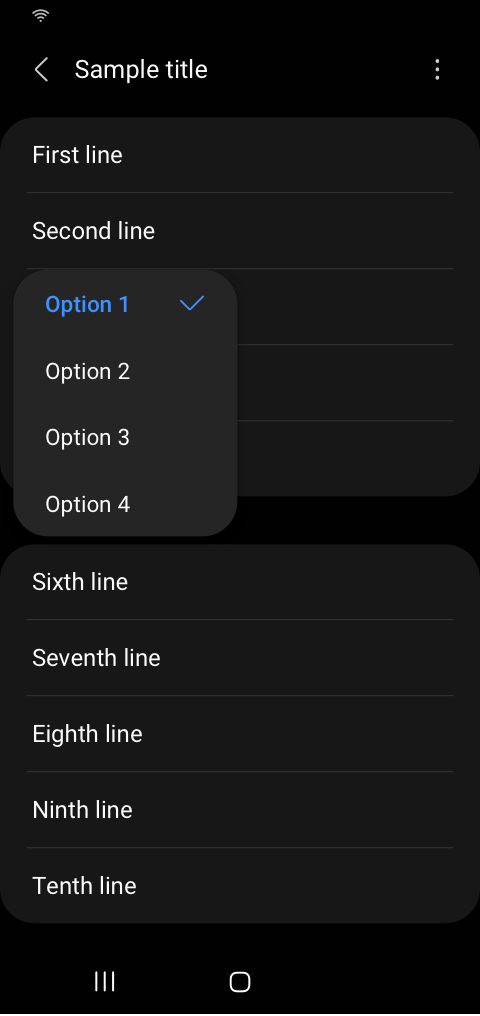 Sample title
First line
Second line
Option 1
Option 2
Option 3
Option 4
Sixth line
Seventh line
Eighth line
Ninth line
Tenth line